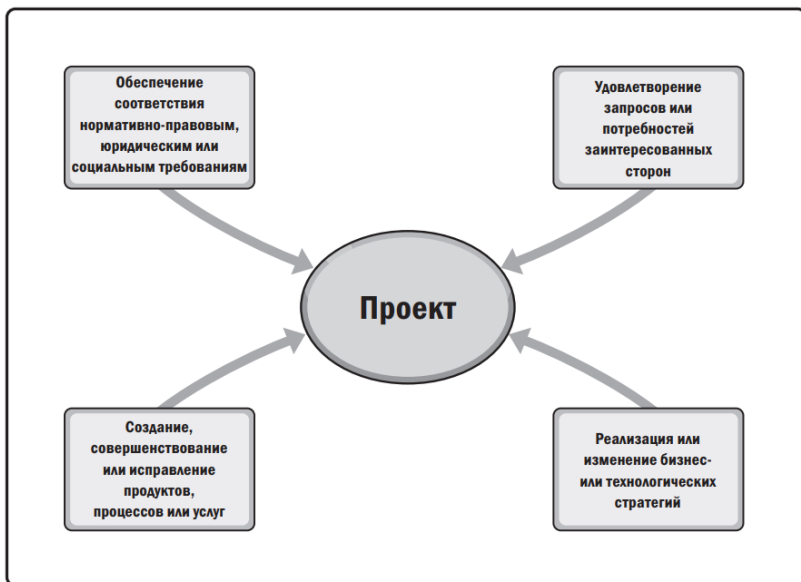 Обеспечение
соответствия
нормативно-правовым,
юридическим или
социальным требованиям
Удовлетворение
запросов или
потребностей
заинтересованных
сторон
Проект
Создание,
совершенствование
или исправление
продуктов,
процессов или услуг
Реализация или
изменение бизнес-
или технологических
стратегий